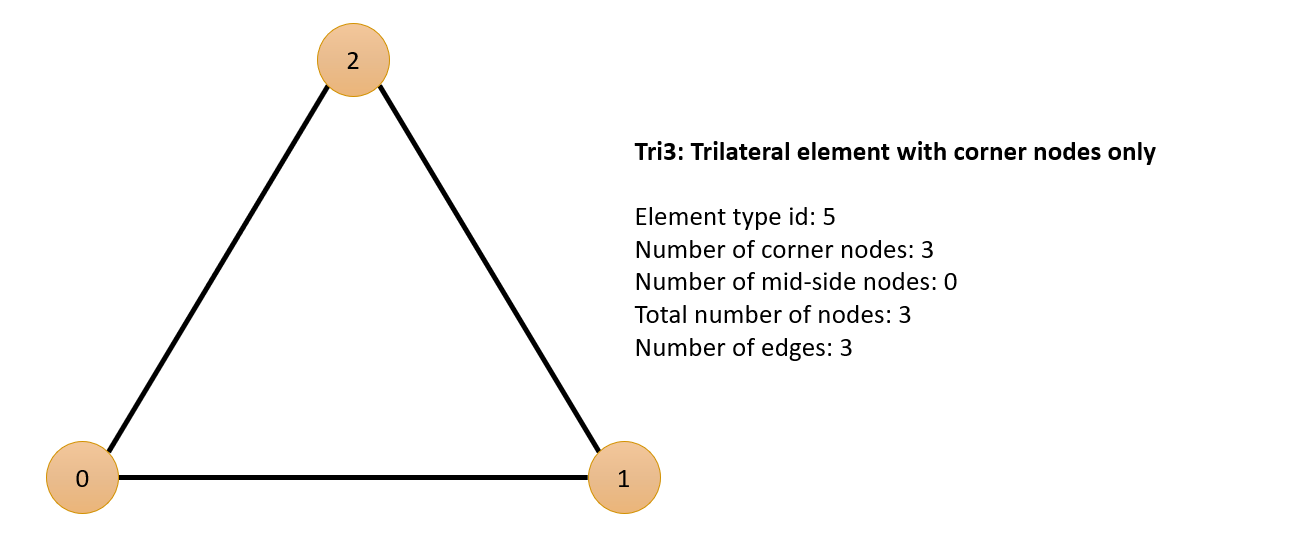 2
Tri3: Trilateral element with corner nodes only
Element type id: 5
Number of corner nodes: 3
Number of mid-side nodes: 0
Total number of nodes: 3
Number of edges: 3
0
1